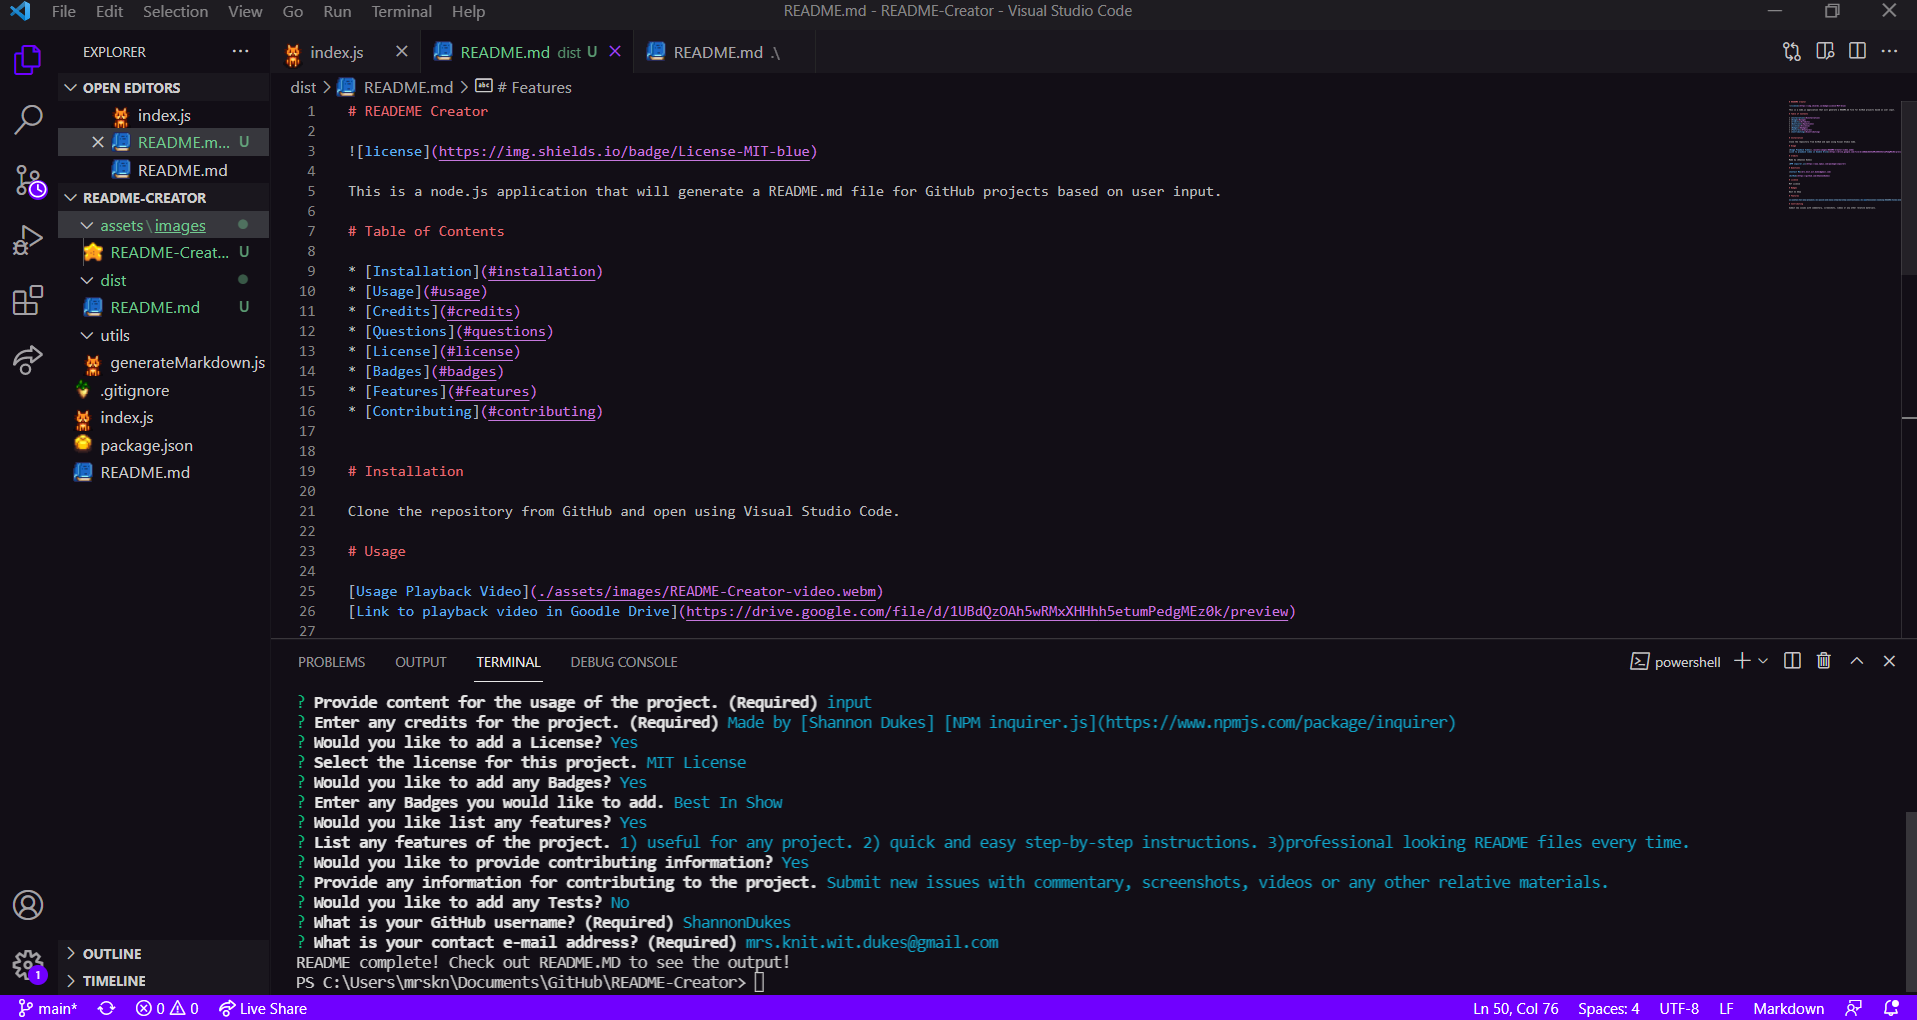 File Edit Selection View Go Run Terminal Help README.md - README-Creator - Visual Studio Code
EXPLORER
index.js
README.md dist U
README.md .\
OPEN EDITORS
index.js
README.m... U
README.md
README-CREATOR
assets\images
README-Creat... U
dist
README.md U
utils
generateMarkdown.js
.gitignore
index.js
package.json
README.md
OUTLINE
TIMELINE
dist > README.md > # Features
1 # READEME Creator
2
3 ![license](https://img.shields.io/badge/License-MIT-blue)
4
5 This is a node.js application that will generate a README.md file for GitHub projects based on user input.
6
7 # Table of Contents
8
9 * [Installation](#installation)
10 * [Usage](#usage)
11 * [Credits](#credits)
12 * [Questions](#questions)
13 * [License](#license)
14 * [Badges](#badges)
15 * [Features](#features)
16 * [Contributing](#contributing)
17
18
19 # Installation
20
21 Clone the repository from GitHub and open using Visual Studio Code.
22
23 # Usage
24
25 [Usage Playback Video](./assets/images/README-Creator-video.webm)
26 [Link to playback video in Goodle Drive](https://drive.google.com/file/d/1UBdQzOAh5wRMxXHHhh5etumPedgMEz0k/preview)
27
PROBLEMS OUTPUT TERMINAL DEBUG CONSOLE powershell
? Provide content for the usage of the project. (Required) input
? Enter any credits for the project. (Required) Made by [Shannon Dukes] [NPM inquirer.js](https://www.npmjs.com/package/inquirer)
? Would you like to add a License? Yes
? Select the license for this project. MIT License
? Would you like to add any Badges? Yes
? Enter any Badges you would like to add. Best In Show
? Would you like list any features? Yes
? List any features of the project. 1) useful for any project. 2) quick and easy step-by-step instructions. 3)professional looking README files every time.
? Would you like to provide contributing information? Yes
? Provide any information for contributing to the project. Submit new issues with commentary, screenshots, videos or any other relative materials.
? Would you like to add any Tests? No
? What is your GitHub username? (Required) ShannonDukes
? What is your contact e-mail address? (Required) mrs.knit.wit.dukes@gmail.com
README complete! Check out README.MD to see the output!
PS C:\Users\mrskn\Documents\GitHub\README-Creator>
1
main* 0 0 Live Share Ln 50, Col 76 Spaces: 4 UTF-8 LF Markdown